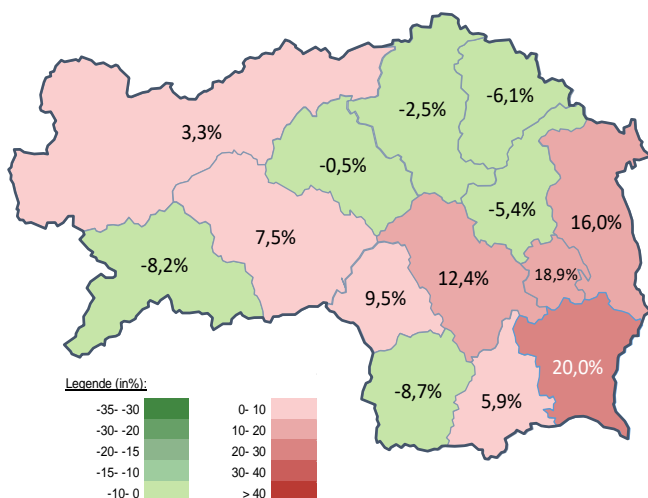 -6,1%
-2,5%
3,3%
-0,5%
-5,4%
16,0%
7,5%
-8,2%
12,4%
18,9%
9,5%
20,0%
-8,7%
5,9%
Legende (in%):
-35- -30 0- 10
-30- -20 10- 20
-20- -15 20- 30
-15- -10 30- 40
-10- 0 > 40